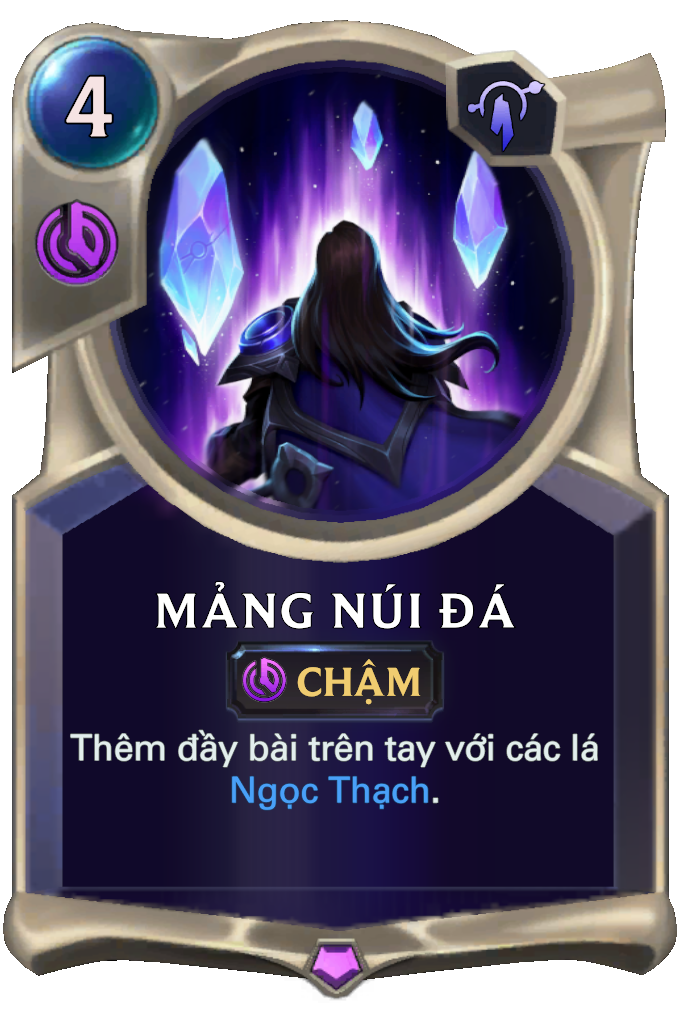 4
MẢNG NÚI ĐÁ
CHẬM
Thêm đầy bài trên tay với các lá
Ngọc Thạch.